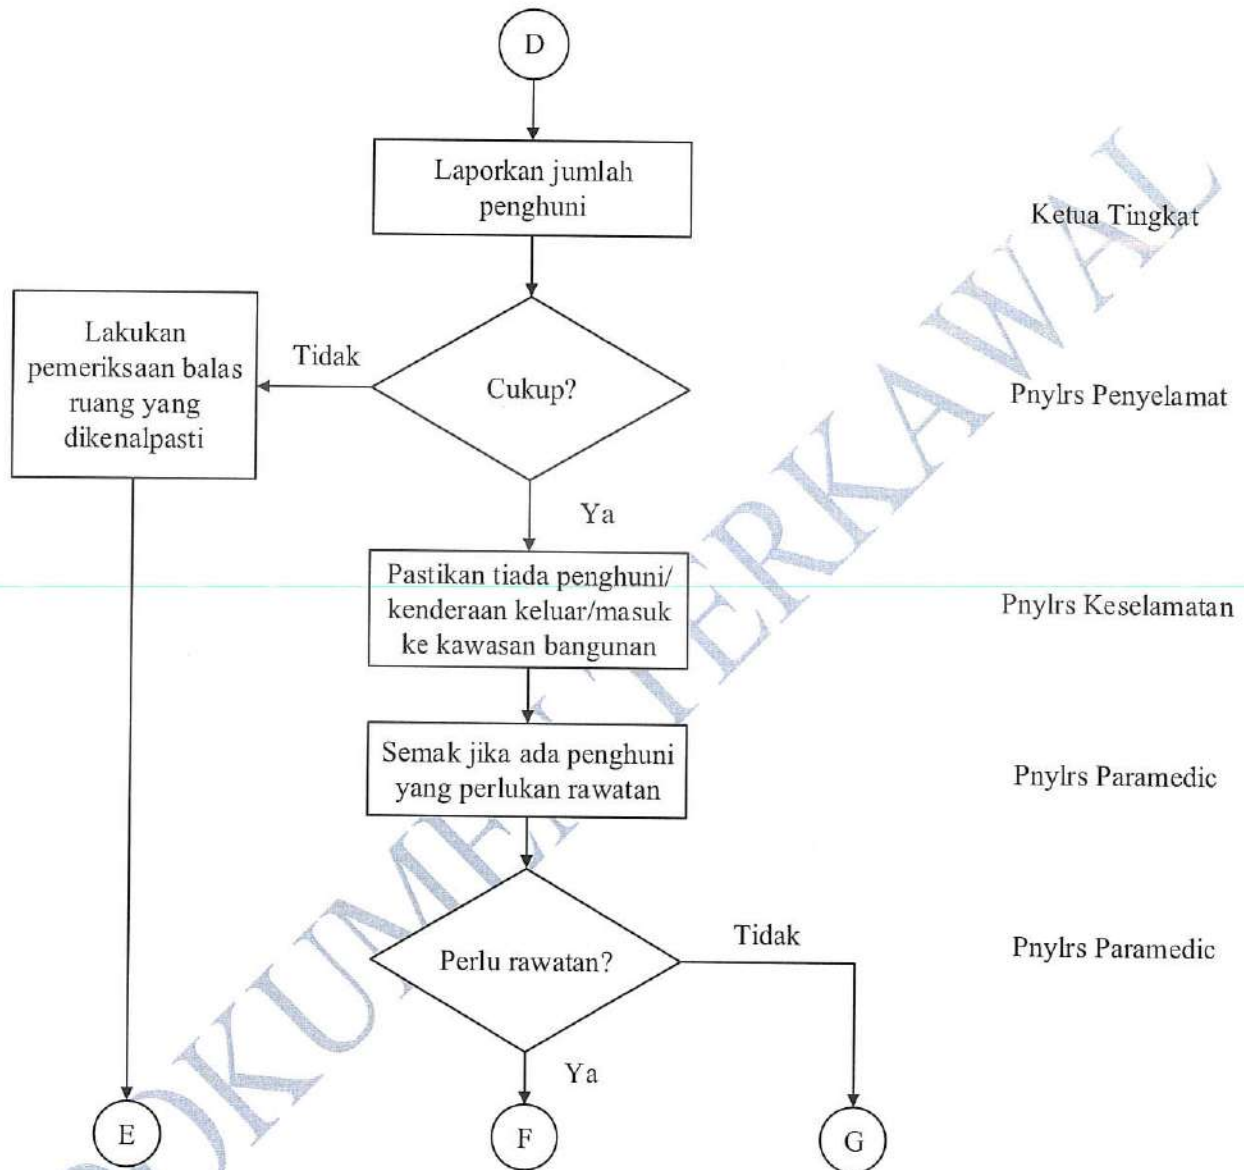 D
Laporkan jumlah
penghuni
Ketua Tingkat
Lakukan
pemeriksaan balas
ruang yang
dikenalpasti
Tidak
Cukup?
Pnylrs Penyelamat
Ya
Pastikan tiada penghuni/
kenderaan keluar/masuk
ke kawasan bangunan
Pnylrs Keselamatan
Semak jika ada penghuni
yang perlukan rawatan
Pnylrs Paramedic
Perlu rawatan?
Tidak
Pnylrs Paramedic
Ya
E
F
G
DOKUMEN TERKAWAL